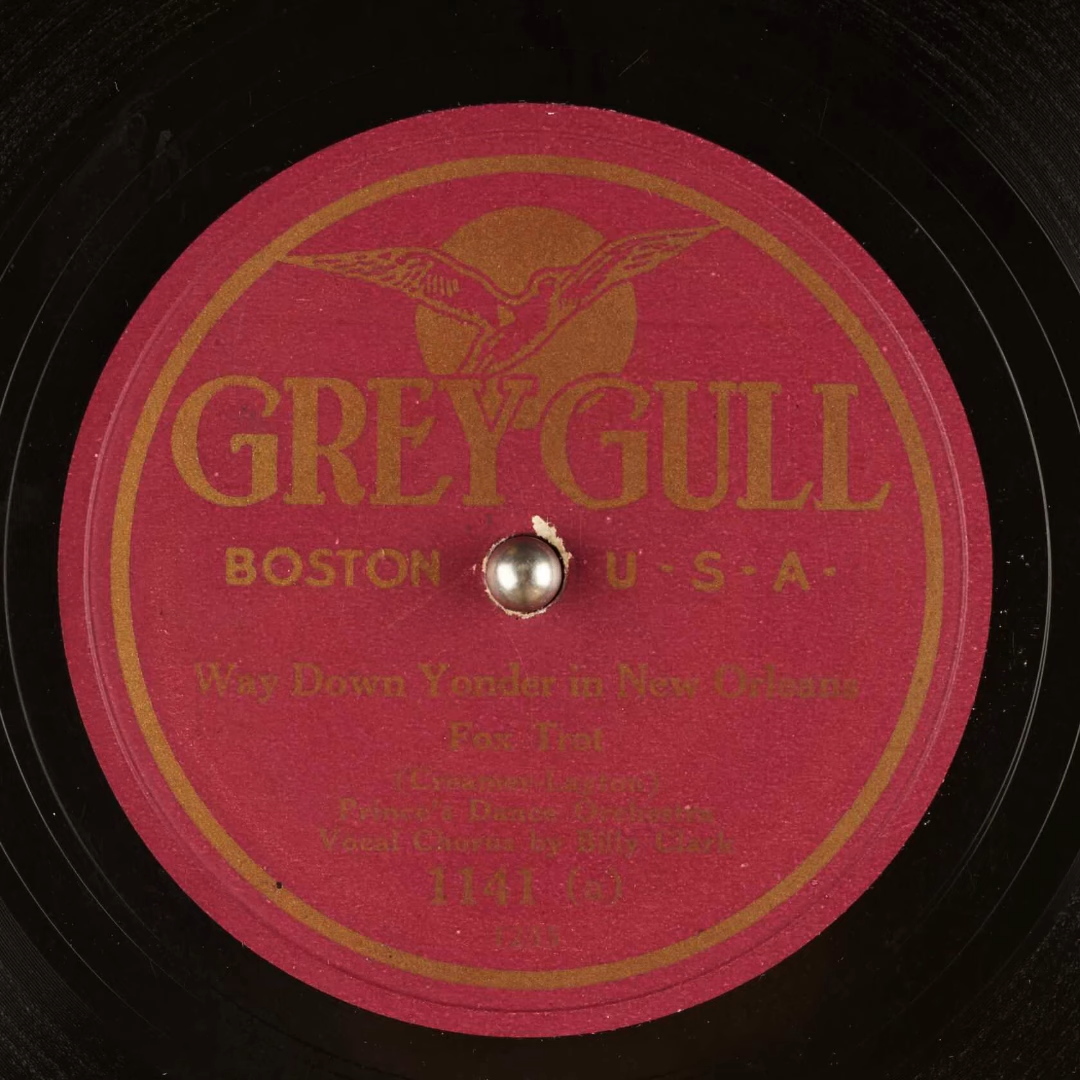 GREY GULL
BOSTON U·S·A·
Way Down Yonder in New Orleans
Fox Trot
(Creamer-Layton)
Prince's Dance Orchestra
Vocal Chorus by Billy Clark
1141 (a)